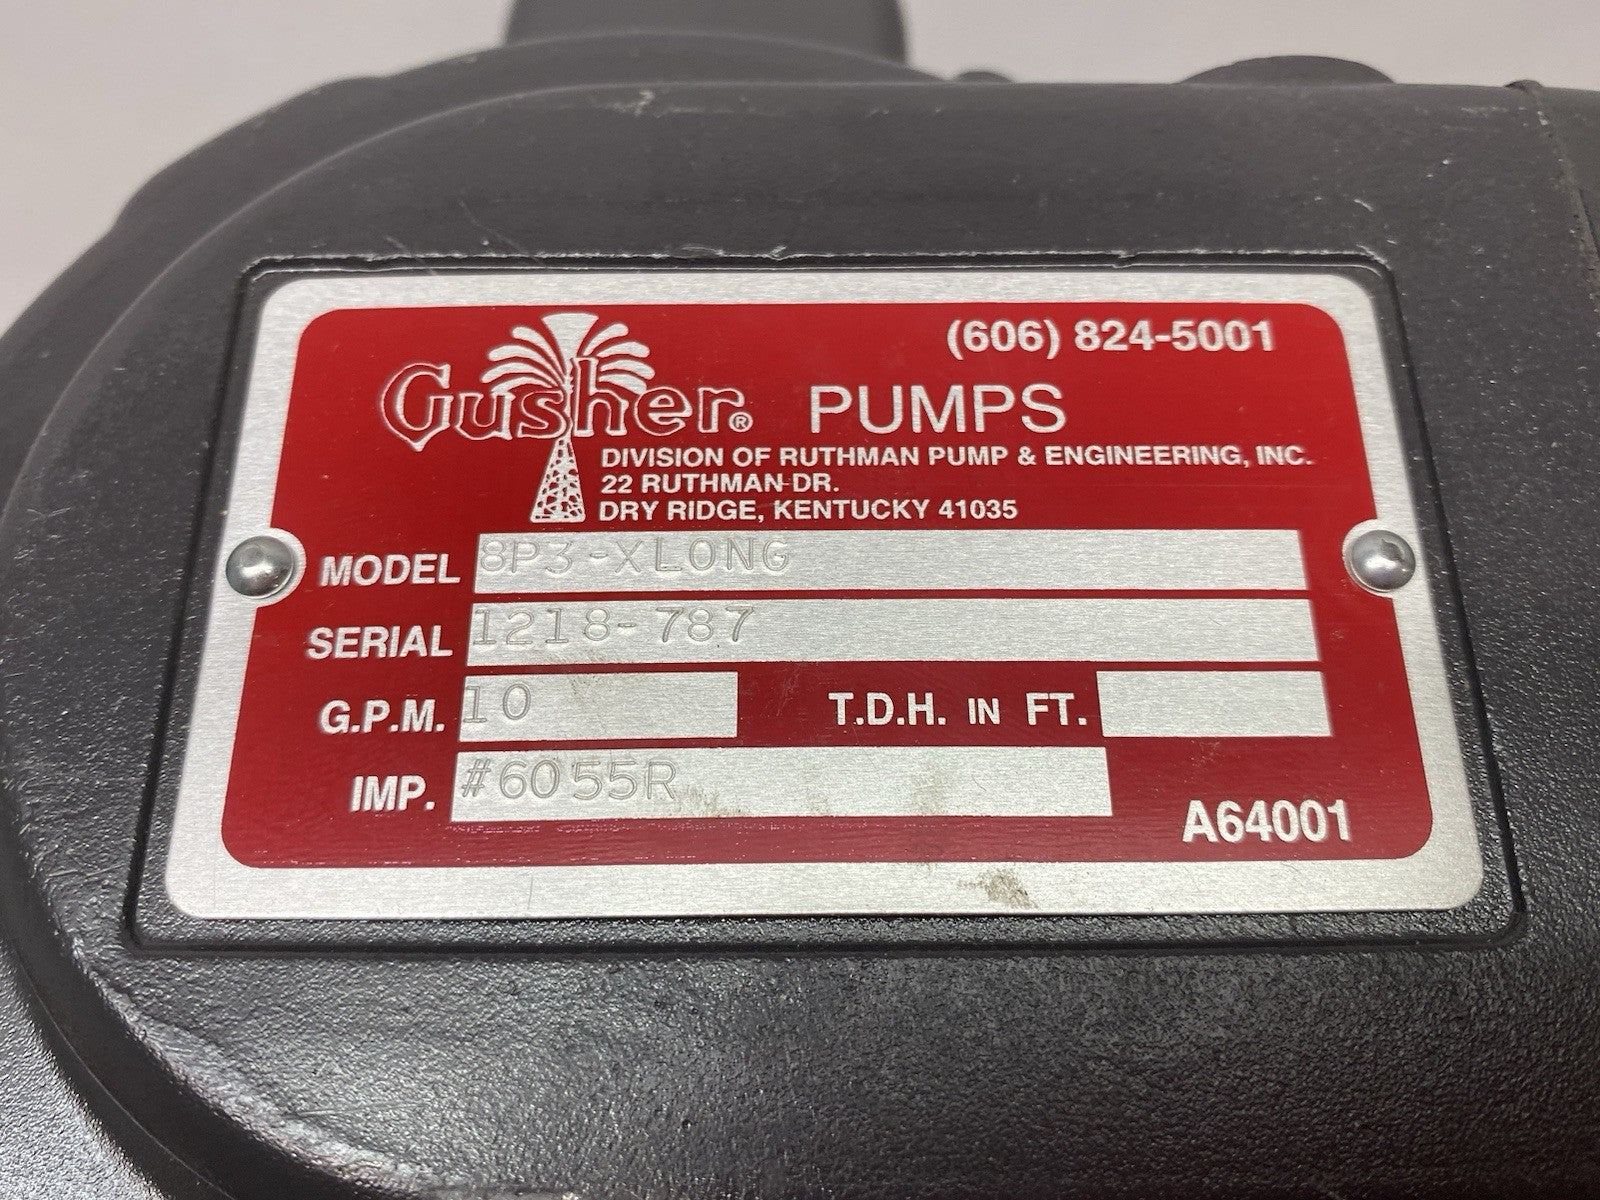 (606) 824-5001
Gusher® PUMPS
DIVISION OF RUTHMAN PUMP & ENGINEERING, INC.
22 RUTHMAN DR.
DRY RIDGE, KENTUCKY 41035
MODEL 8P3-XLONG
SERIAL 1218-787
G.P.M. 10 T.D.H. IN FT.
IMP. #6055R
A64001